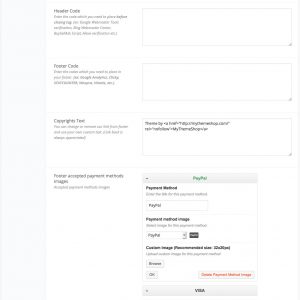 Header Code
Enter the code which you need to place before
closing tag. (ex: Google Webmaster Tools
verification, Bing Webmaster Center,
BuySellAds Script, Alexa verification etc.)
Footer Code
Enter the codes which you need to place in
your footer. (ex: Google Analytics, Clicky,
STATCOUNTER, Woopra, Histats, etc.)
Copyrights Text
You can change or remove our link from footer
and use your own custom text. (Link back is
always appreciated)
Theme by <a href="http://mythemeshop.com/"
rel="nofollow">MyThemeShop</a>
Footer accepted payment methods
images
Accepted payment methods images
PayPal
Payment Method
Enter the title for this payment method.
PayPal
Payment method image
Select image for this payment method.
PayPal
Custom image (Recommended size: 32x20px)
Upload custom image for this payment method
Browse
OR
Delete Payment Method Image
VISA